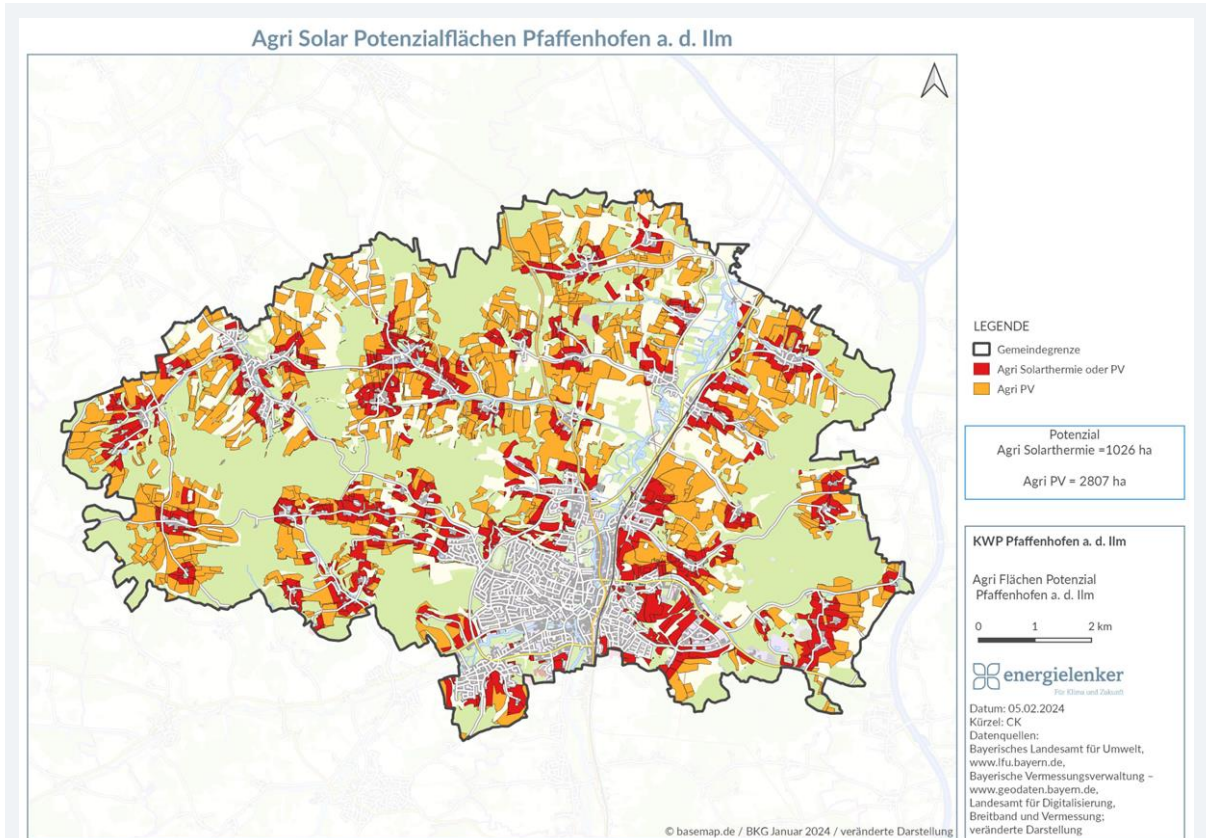 Agri Solar Potenzialflächen Pfaffenhofen a. d. Ilm
LEGENDE
Gemeindegrenze
Agri Solarthermie oder PV
Agri PV
Potenzial
Agri Solarthermie =1026 ha
Agri PV = 2807 ha
KWP Pfaffenhofen a. d. Ilm
Agri Flächen Potenzial
Pfaffenhofen a. d. Ilm
0 1 2 km
energielenker
Für Klima und Zukunft
Datum: 05.02.2024
Kürzel: CK
Datenquellen:
Bayerisches Landesamt für Umwelt,
www.lfu.bayern.de,
Bayerische Vermessungsverwaltung –
www.geodaten.bayern.de,
Landesamt für Digitalisierung,
Breitband und Vermessung;
veränderte Darstellung
© basemap.de / BKG Januar 2024 / veränderte Darstellung